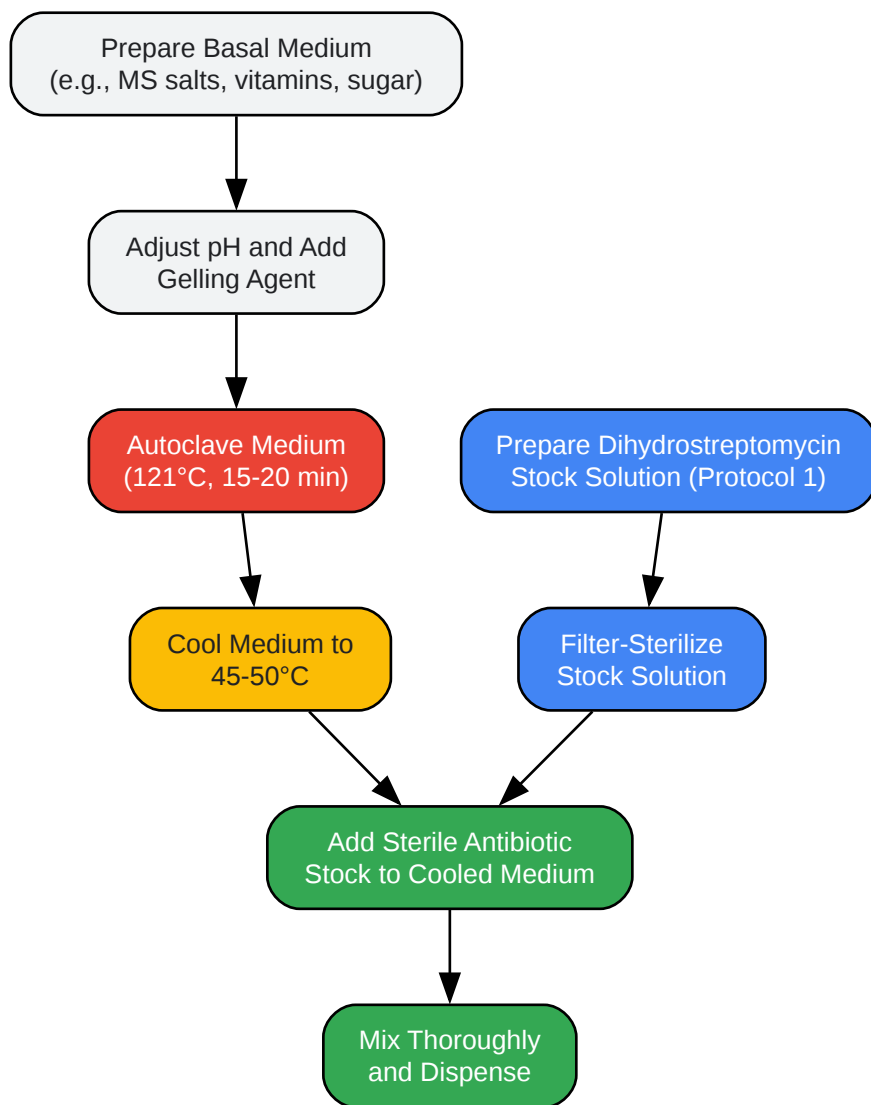 Prepare Basal Medium
(e.g., MS salts, vitamins, sugar)
Adjust pH and Add
Gelling Agent
Autoclave Medium
(121°C, 15-20 min)
Prepare Dihydrostreptomycin
Stock Solution (Protocol 1)
Cool Medium to
45-50°C
Filter-Sterilize
Stock Solution
Add Sterile Antibiotic
Stock to Cooled Medium
Mix Thoroughly
and Dispense